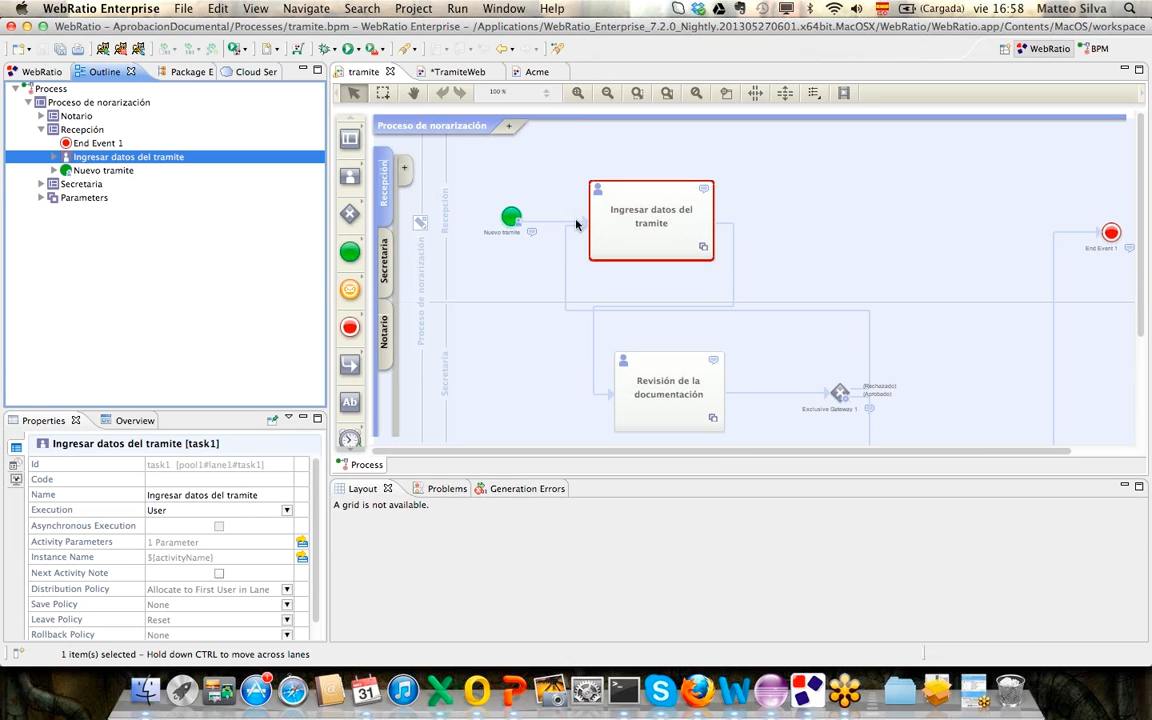 WebRatio Enterprise File Edit View Navigate Search Project Run Window Help (Cargada) vie 16:58 Matteo Silva
WebRatio – AprobacionDocumental/Processes/tramite.bpm – WebRatio Enterprise – /Applications/WebRatio_Enterprise_7.2.0_Nightly.201305270601.x64bit.MacOSX/WebRatio/WebRatio.app/Contents/MacOS/workspace
WebRatio BPM
WebRatio Outline Package E Cloud Ser
tramite *TramiteWeb Acme
100 %
Process
Proceso de norarización
Notario
Recepción
End Event 1
Ingresar datos del tramite
Nuevo tramite
Secretaria
Parameters
Proceso de norarización +
Recepción
+
Secretaria
Notario
Proceso de norarización
Recepción
Secretaria
Ab
Nuevo tramite
Ingresar datos del
tramite
End Event 1
Revisión de la
documentación
Exclusive Gateway 1
(Rechazado)
(Aprobado)
Process
Properties Overview
Ingresar datos del tramite [task1]
Id task1 [pool1#lane1#task1]
Code
Name Ingresar datos del tramite
Execution User
Asynchronous Execution
Activity Parameters 1 Parameter
Instance Name ${activityName}
Next Activity Note
Distribution Policy Allocate to First User in Lane
Save Policy None
Leave Policy Reset
Rollback Policy None
Layout Problems Generation Errors
A grid is not available.
1 item(s) selected – Hold down CTRL to move across lanes